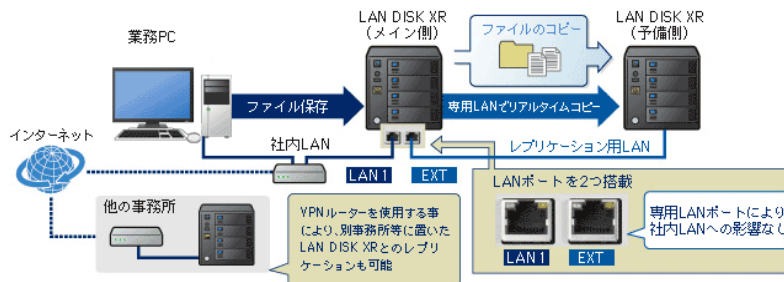 業務PC
LAN DISK XR
(メイン側)
ファイルのコピー
LAN DISK XR
(予備側)
ファイル保存
専用LANでリアルタイムコピー
インターネット
社内LAN
LAN1
EXT
レプリケーション用LAN
他の事務所
VPNルーターを使用する事
により、別事務所等に置いた
LAN DISK XRとのレプリ
ケーションも可能
LANポートを2つ搭載
LAN1
EXT
専用LANポートにより
社内LANへの影響なし